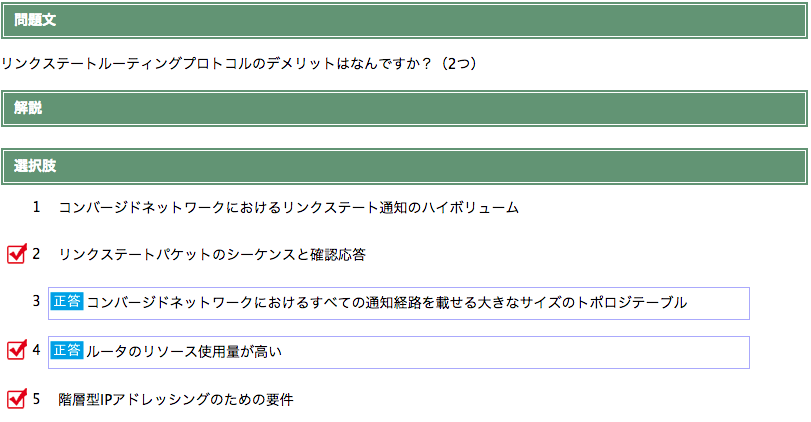 問題文
リンクステートルーティングプロトコルのデメリットはなんですか？（2つ）
解説
選択肢
1 コンバージドネットワークにおけるリンクステート通知のハイボリューム
2 リンクステートパケットのシーケンスと確認応答
3 正答 コンバージドネットワークにおけるすべての通知経路を載せる大きなサイズのトポロジテーブル
4 正答 ルータのリソース使用量が高い
5 階層型IPアドレッシングのための要件